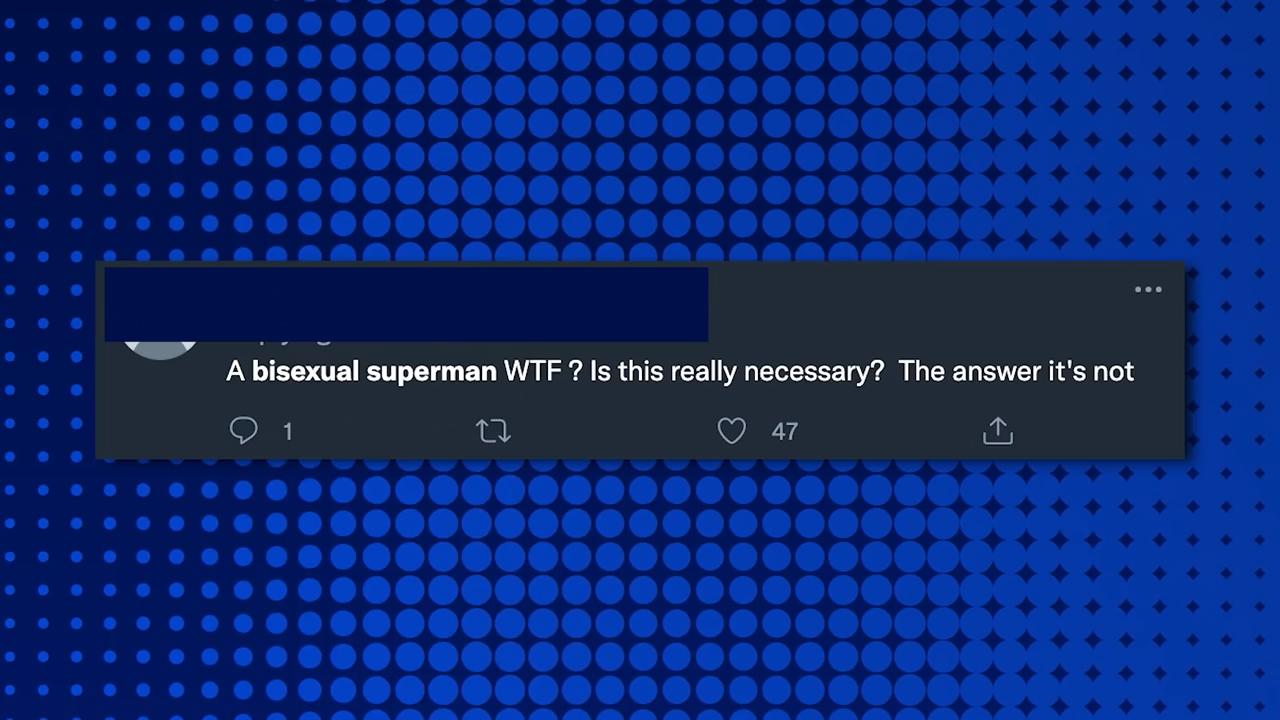 A bisexual superman WTF ? Is this really necessary?  The answer it's not
1
47